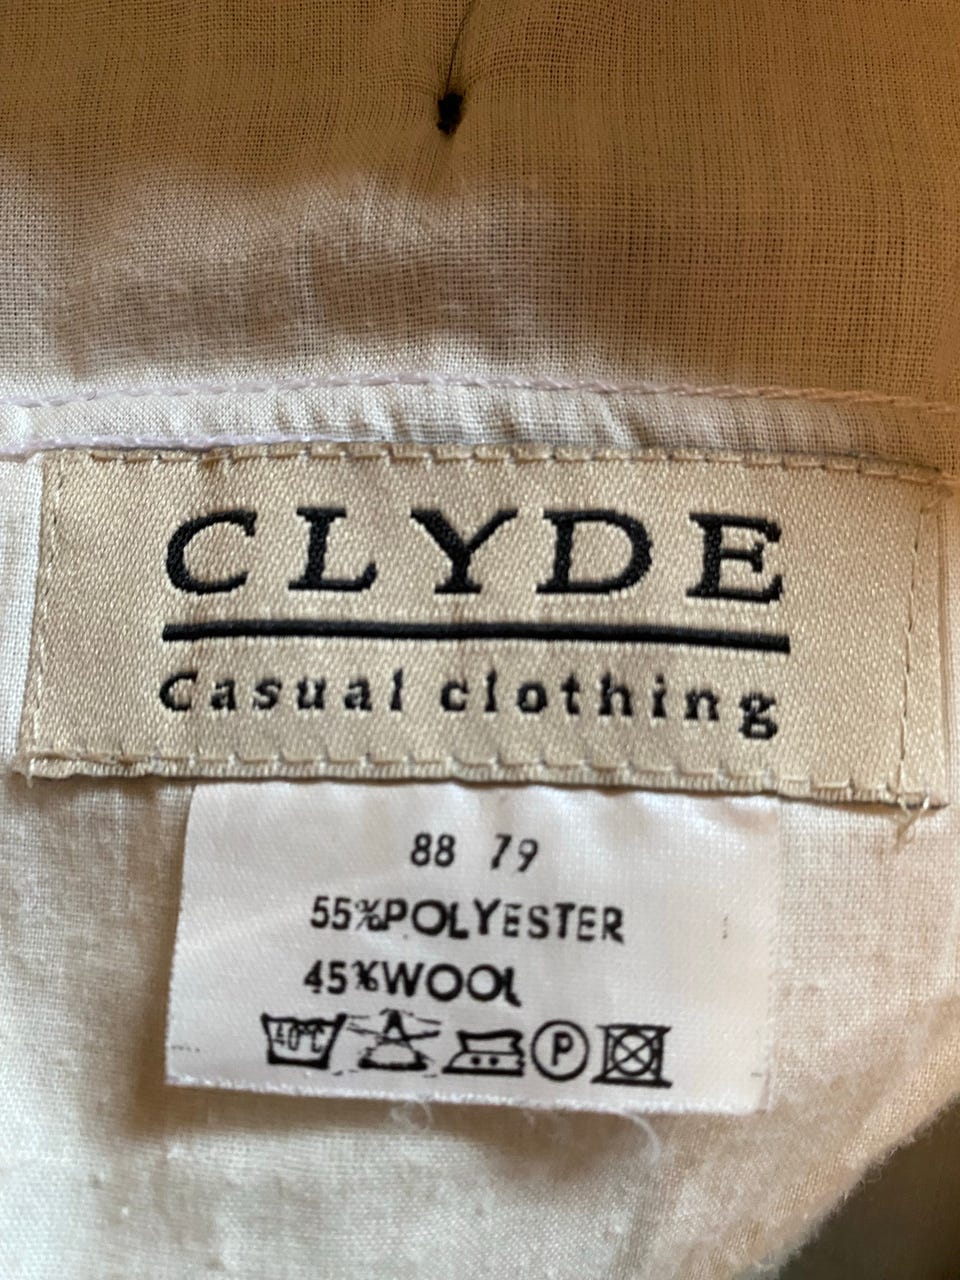 CLYDE
Casual clothing
88 79
55%POLYESTER
45%WOOL
40°C
P